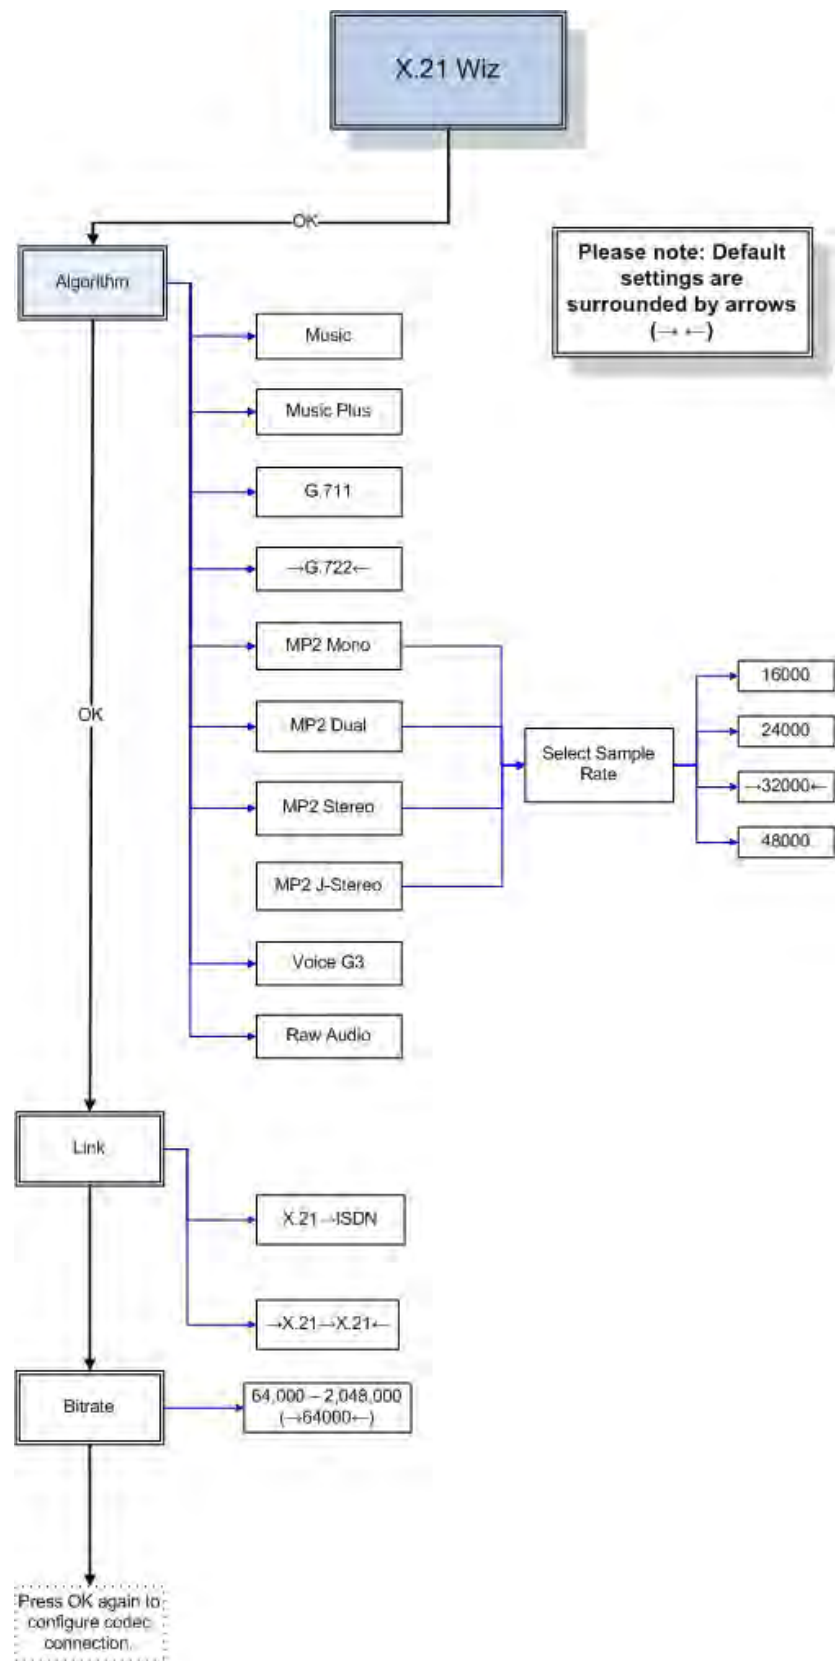 X.21 Wiz
OK
Algorithm
Please note: Default
settings are
surrounded by arrows
(→ ←)
Music
Music Plus
G.711
→G.722←
MP2 Mono
MP2 Dual
MP2 Stereo
MP2 J-Stereo
Voice G3
Raw Audio
OK
Select Sample
Rate
16000
24000
→32000←
48000
Link
X.21→ISDN
→X.21→X.21←
Bitrate
64,000 – 2,048,000
(→64000←)
Press OK again to
configure codec
connection.